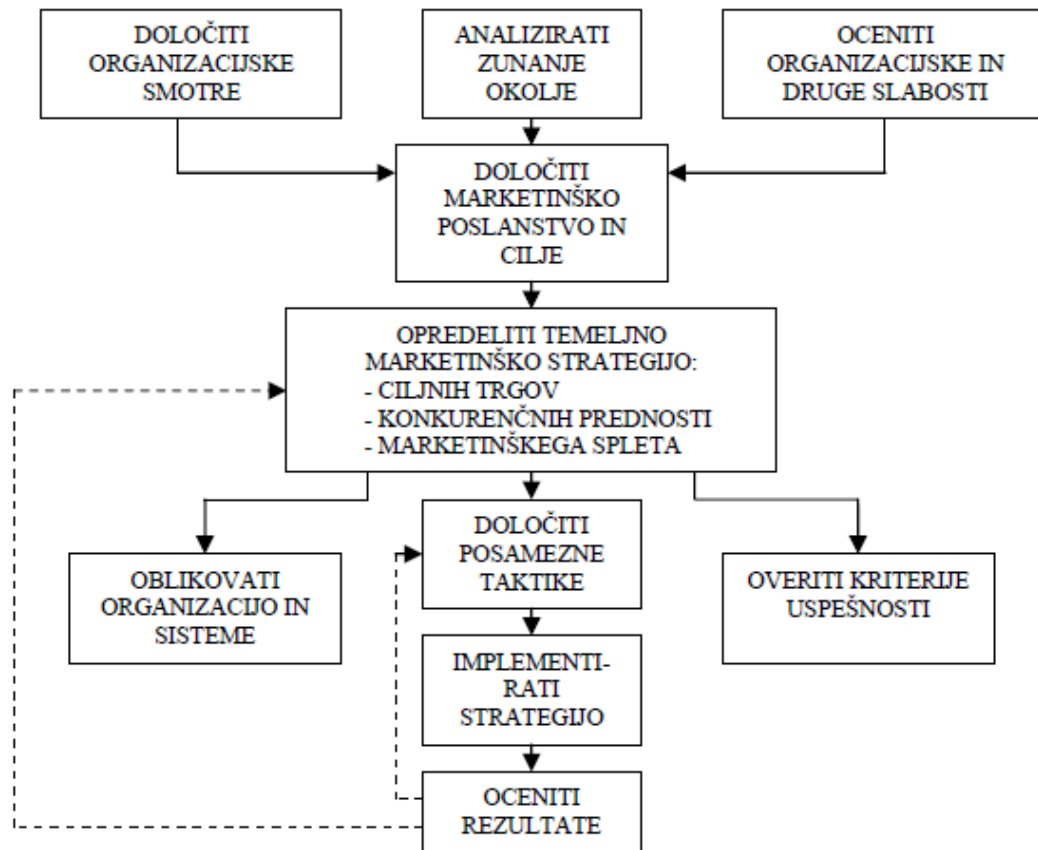 DOLOČITI
ORGANIZACIJSKE
SMOTRE
ANALIZIRATI
ZUNANJE
OKOLJE
OCENITI
ORGANIZACIJSKE IN
DRUGE SLABOSTI
DOLOČITI
MARKETINŠKO
POSLANSTVO IN
CILJE
OPREDELITI TEMELJNO
MARKETINŠKO STRATEGIJO:
- CILJNIH TRGOV
- KONKURENČNIH PREDNOSTI
- MARKETINŠKEGA SPLETA
OBLIKOVATI
ORGANIZACIJO IN
SISTEME
DOLOČITI
POSAMEZNE
TAKTIKE
OVERITI KRITERIJE
USPEŠNOSTI
IMPLEMENTI-
RATI
STRATEGIJO
OCENITI
REZULTATE